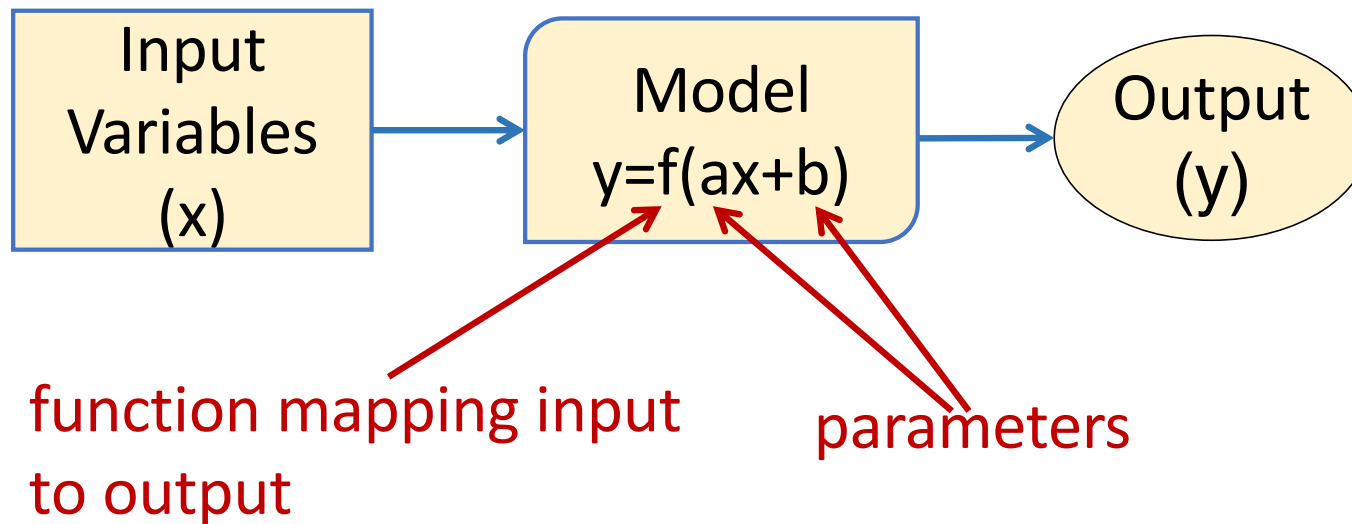 Input
Variables
(x)
Model
y=f(ax+b)
Output
(y)
function mapping input
to output
parameters